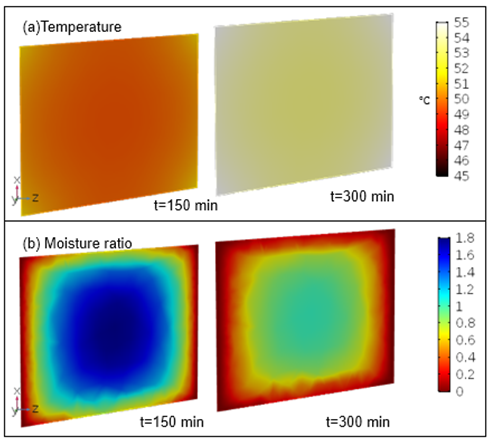 (a)Temperature
55
54
53
52
51
°C
50
49
48
47
46
45
x
y
z
t=150 min
t=300 min
(b) Moisture ratio
1.8
1.6
1.4
1.2
1
0.8
0.6
0.4
0.2
0
x
y
z
t=150 min
t=300 min